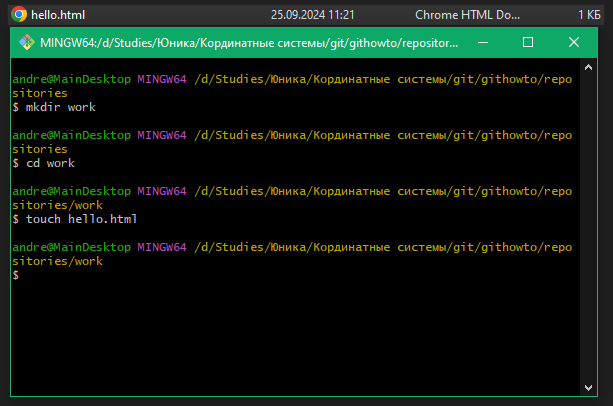 hello.html 25.09.2024 11:21 Chrome HTML Do... 1 КБ
MINGW64:/d/Studies/Юника/Кординатные системы/git/githowto/repositor...
andre@MainDesktop MINGW64 /d/Studies/Юника/Кординатные системы/git/githowto/repo
sitories
$ mkdir work
andre@MainDesktop MINGW64 /d/Studies/Юника/Кординатные системы/git/githowto/repo
sitories
$ cd work
andre@MainDesktop MINGW64 /d/Studies/Юника/Кординатные системы/git/githowto/repo
sitories/work
$ touch hello.html
andre@MainDesktop MINGW64 /d/Studies/Юника/Кординатные системы/git/githowto/repo
sitories/work
$